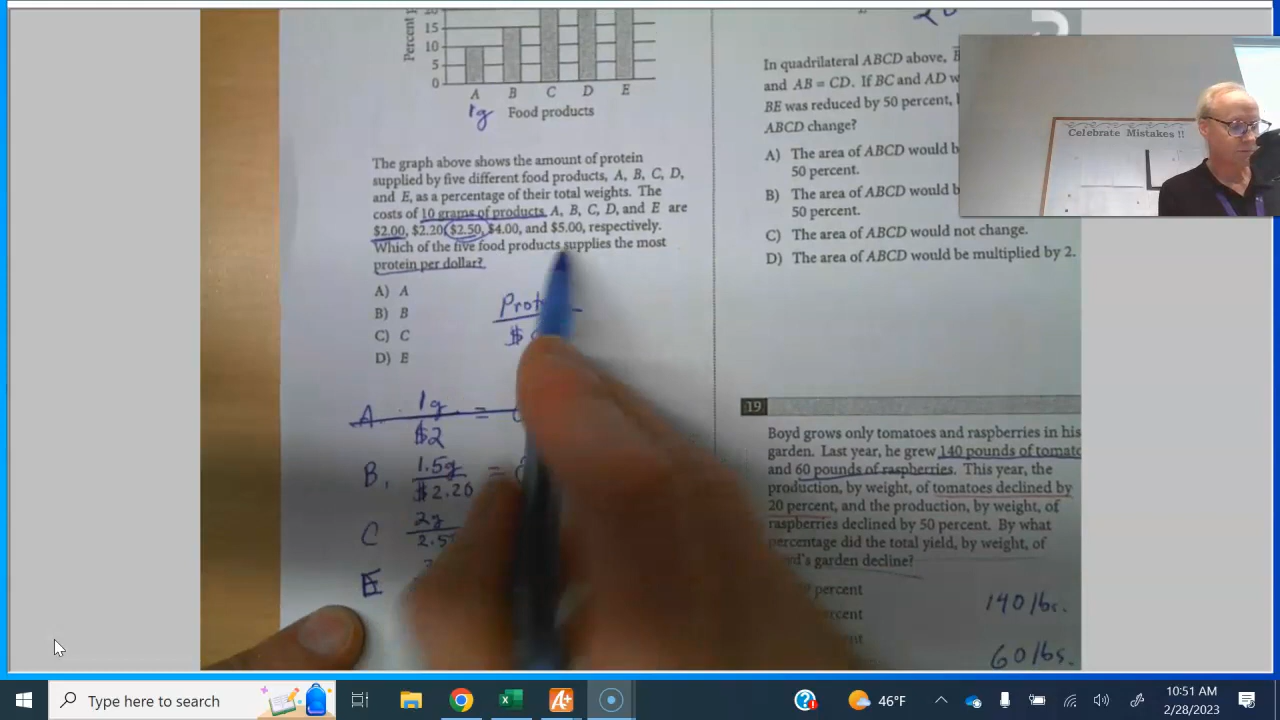 Percent
15
10
5
0
A B C D E
1g Food products
The graph above shows the amount of protein
supplied by five different food products, A, B, C, D,
and E, as a percentage of their total weights. The
costs of 10 grams of products A, B, C, D, and E are
$2.00, $2.20, $2.50, $4.00, and $5.00, respectively.
Which of the five food products supplies the most
protein per dollar?
A) A
B) B
C) C
D) E
Prot
$
A. 1g =
$2
B. 1.5g =
$2.20
C 2g
2.5
E
20
In quadrilateral ABCD above,
and AB = CD. If BC and AD w
BE was reduced by 50 percent,
ABCD change?
A) The area of ABCD would b
50 percent.
B) The area of ABCD would b
50 percent.
C) The area of ABCD would not change.
D) The area of ABCD would be multiplied by 2.
Celebrate Mistakes !!
19
Boyd grows only tomatoes and raspberries in his
garden. Last year, he grew 140 pounds of tomato
and 60 pounds of raspberries. This year, the
production, by weight, of tomatoes declined by
20 percent, and the production, by weight, of
raspberries declined by 50 percent. By what
percentage did the total yield, by weight, of
garden decline?
percent
140 lbs.
60 lbs.
Type here to search
46°F
10:51 AM
2/28/2023